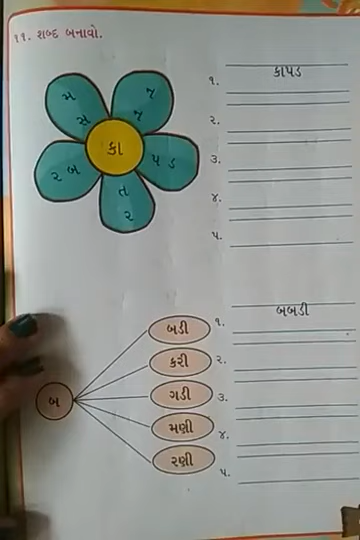 ૧૧. શબ્દ બનાવો.
કા
પ ડ
ત
ર
ર બ
૧. કાપડ
૨.
૩.
૪.
૫.
બ
બડી
કરી
ગડી
મણી
રણી
૧. બબડી
૨.
૩.
૪.
૫.